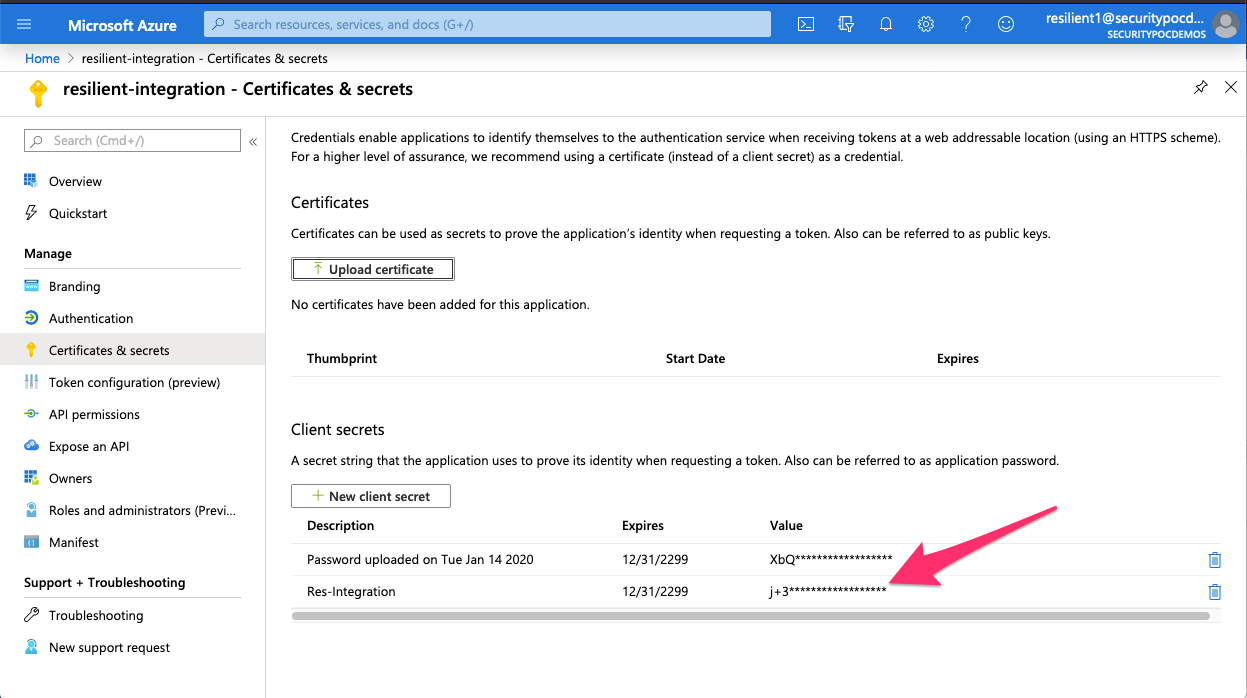 Microsoft Azure
Search resources, services, and docs (G+/)
resilient1@securitypocd...
SECURITYPOCDEMOS
Home > resilient-integration - Certificates & secrets
resilient-integration - Certificates & secrets
Search (Cmd+/)
«
Overview
Quickstart
Manage
Branding
Authentication
Certificates & secrets
Token configuration (preview)
API permissions
Expose an API
Owners
Roles and administrators (Previ...
Manifest
Support + Troubleshooting
Troubleshooting
New support request
Credentials enable applications to identify themselves to the authentication service when receiving tokens at a web addressable location (using an HTTPS scheme).
For a higher level of assurance, we recommend using a certificate (instead of a client secret) as a credential.
Certificates
Certificates can be used as secrets to prove the application's identity when requesting a token. Also can be referred to as public keys.
Upload certificate
No certificates have been added for this application.
Thumbprint Start Date Expires
Client secrets
A secret string that the application uses to prove its identity when requesting a token. Also can be referred to as application password.
+ New client secret
Description Expires Value
Password uploaded on Tue Jan 14 2020 12/31/2299 XbQ******************
Res-Integration 12/31/2299 j+3******************